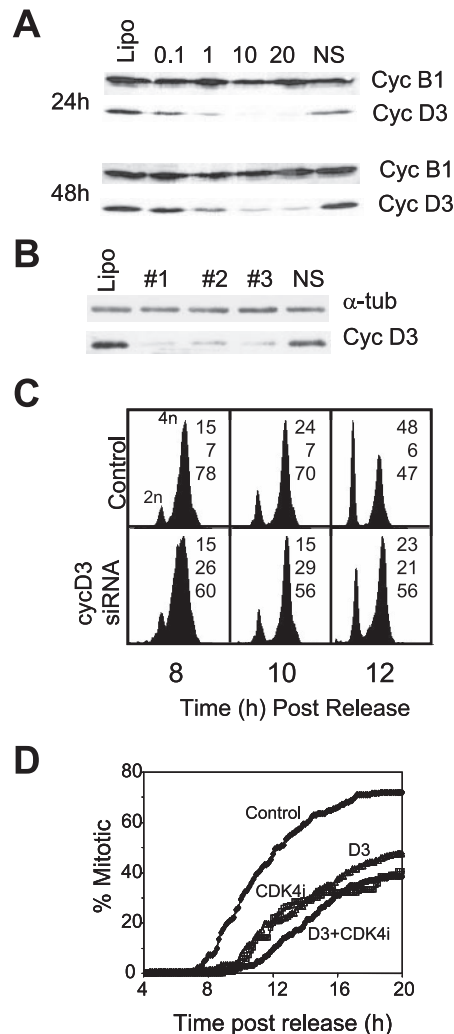 A
Lipo 0.1 1 10 20 NS
24h
Cyc B1
Cyc D3
48h
Cyc B1
Cyc D3
B
Lipo #1 #2 #3 NS
α-tub
Cyc D3
C
Control
4n
2n
15
7
78
24
7
70
48
6
47
cycD3
siRNA
15
26
60
15
29
56
23
21
56
8 10 12
Time (h) Post Release
D
% Mitotic
80
60
40
20
0
Control
D3
CDK4i
D3+CDK4i
4 8 12 16 20
Time post release (h)